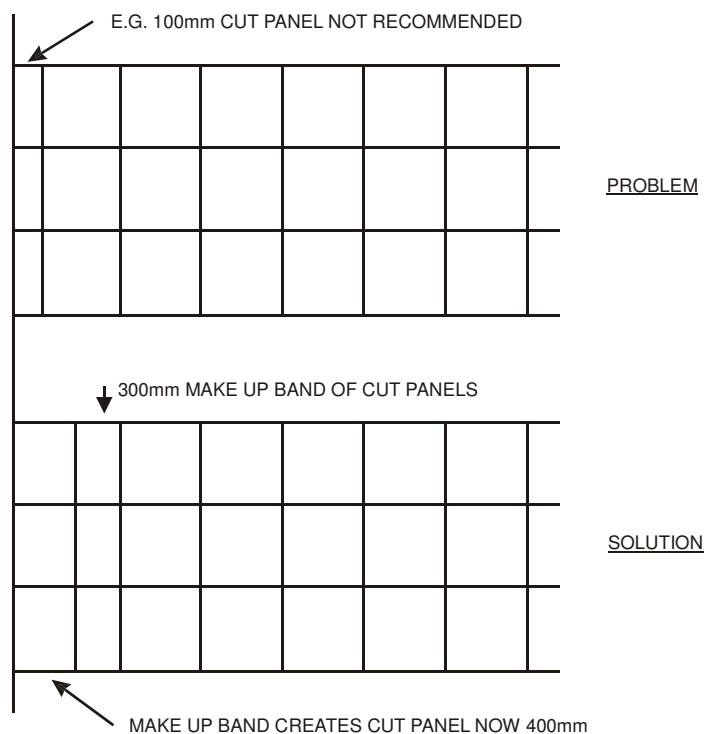 E.G. 100mm CUT PANEL NOT RECOMMENDED
PROBLEM
300mm MAKE UP BAND OF CUT PANELS
SOLUTION
MAKE UP BAND CREATES CUT PANEL NOW 400mm